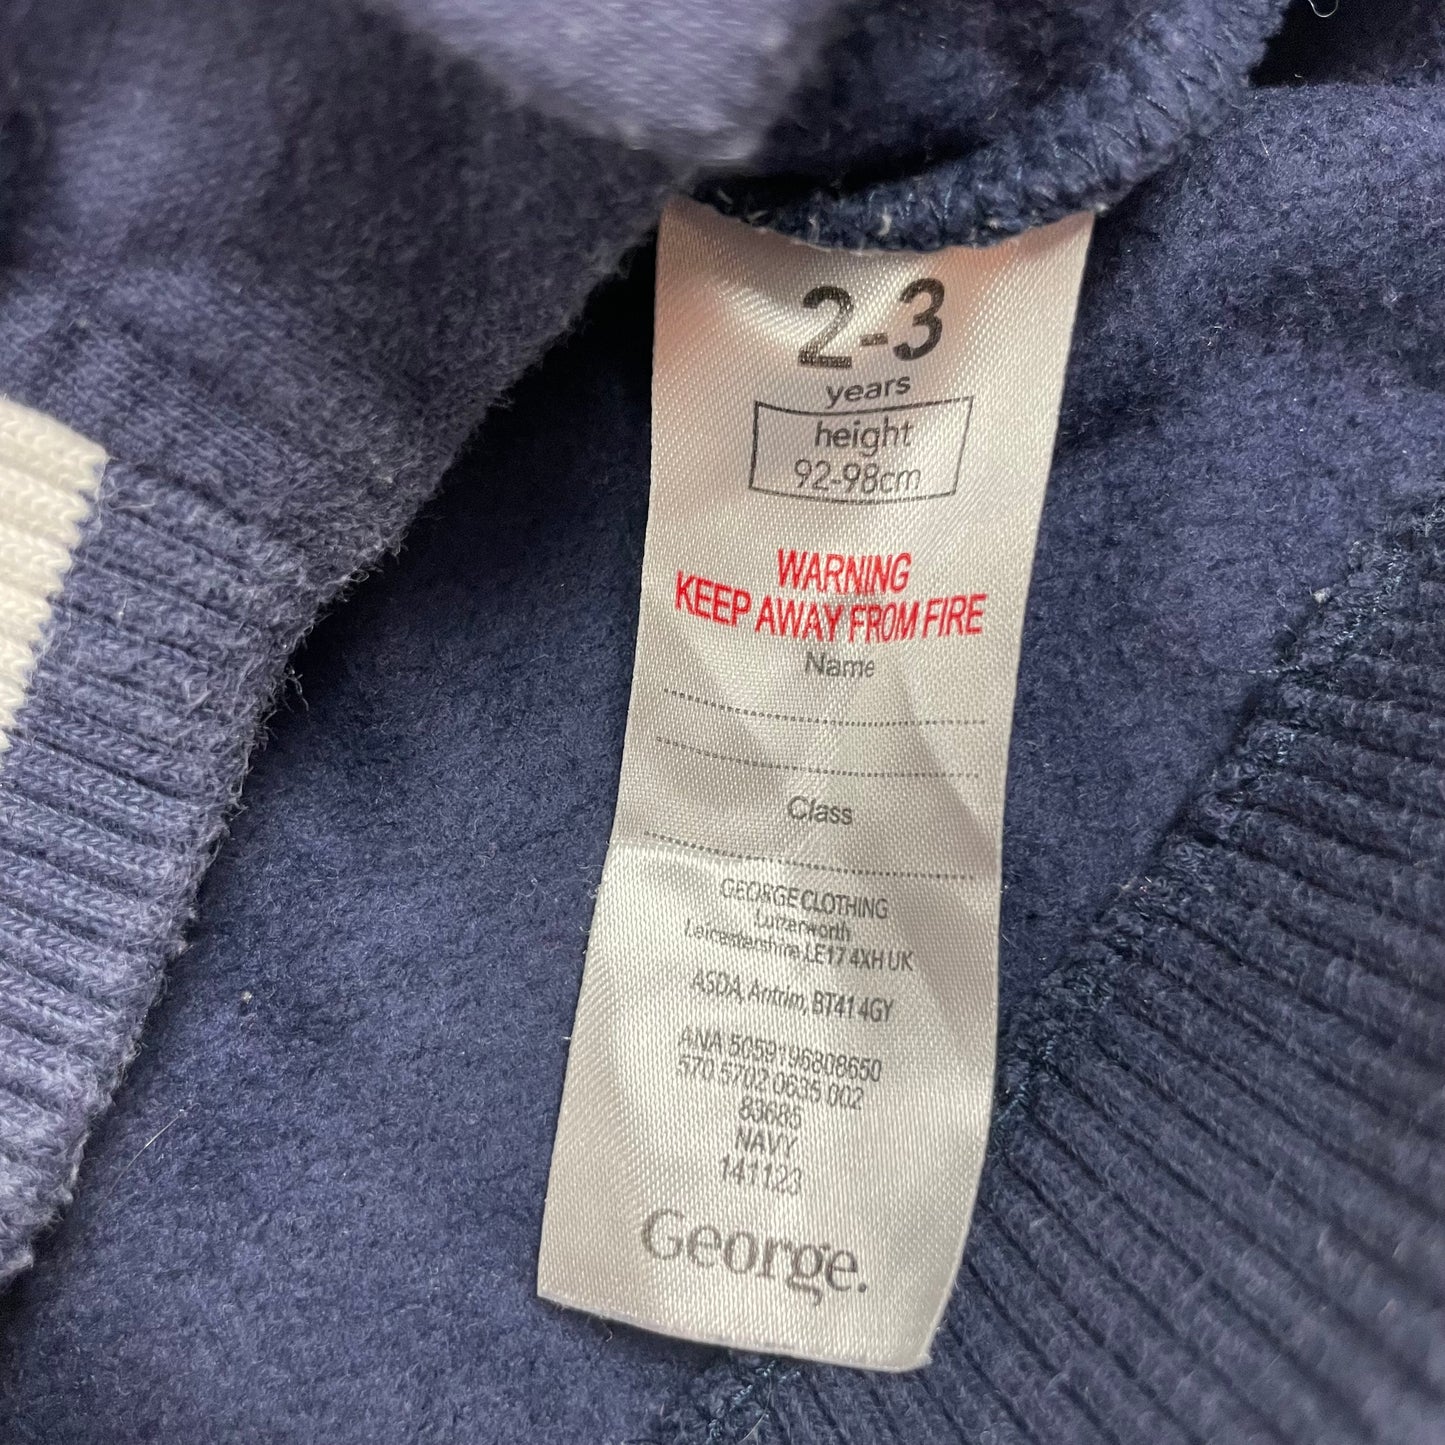 2-3
years
height
92-98cm
WARNING
KEEP AWAY FROM FIRE
Name
Class
GEORGE CLOTHING
Lutterworth
Leicestershire LE17 4XH UK
ASDA, Antrim, BT41 4GY
ANA 5059196808650
570 5702 0635 002
83685
NAVY
141123
George.